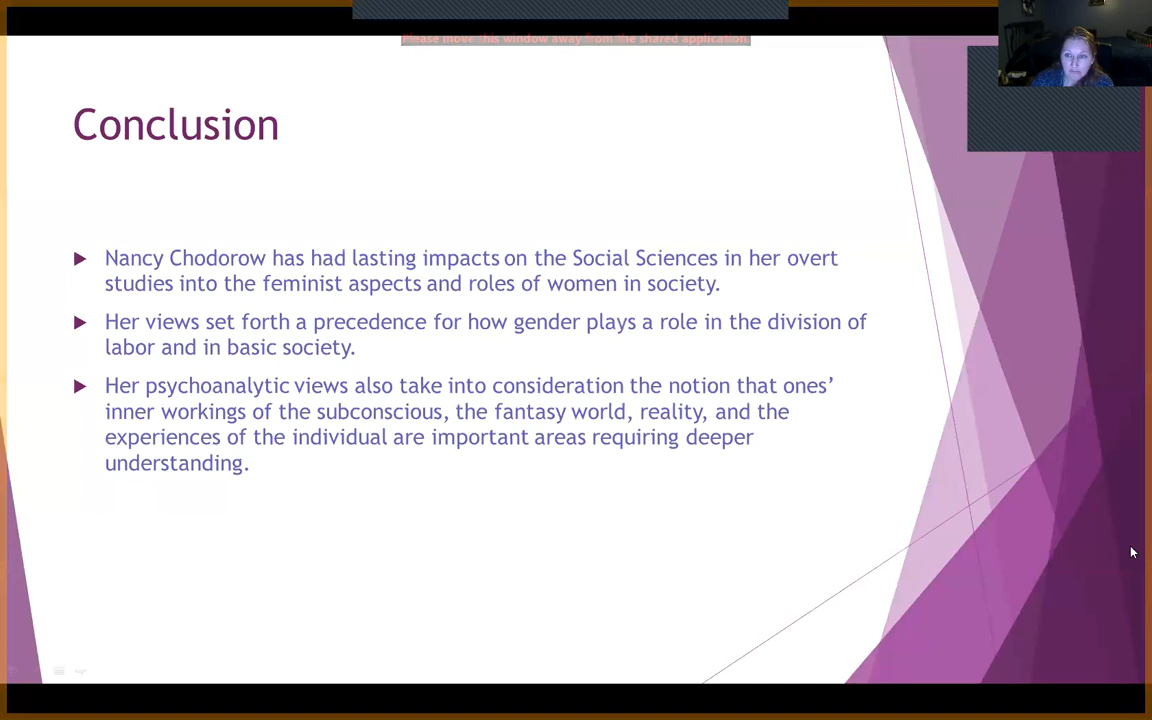 Please move this window away from the shared application
Conclusion
Nancy Chodorow has had lasting impacts on the Social Sciences in her overt
studies into the feminist aspects and roles of women in society.
Her views set forth a precedence for how gender plays a role in the division of
labor and in basic society.
Her psychoanalytic views also take into consideration the notion that ones’
inner workings of the subconscious, the fantasy world, reality, and the
experiences of the individual are important areas requiring deeper
understanding.